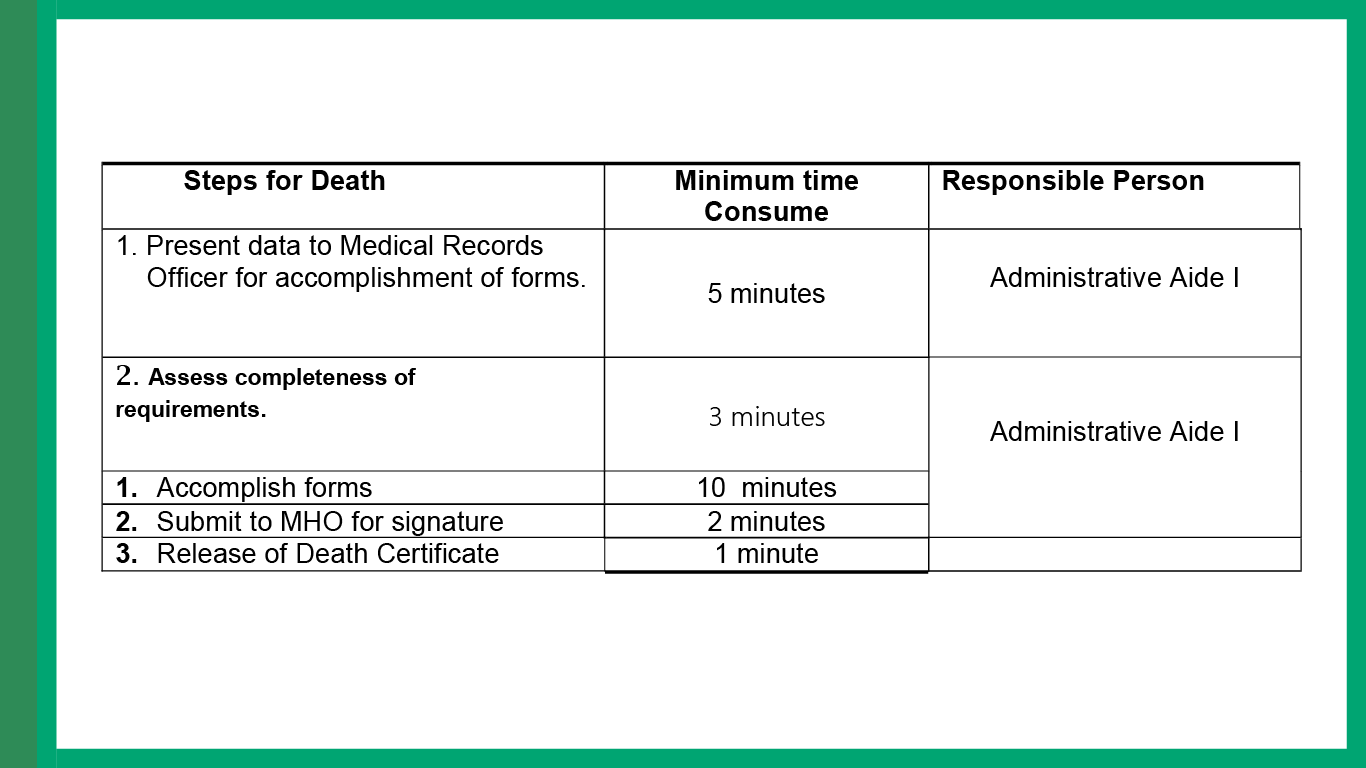 Steps for Death
Minimum time
Consume
Responsible Person
1. Present data to Medical Records
Officer for accomplishment of forms.
5 minutes
Administrative Aide I
2. Assess completeness of
requirements.
3 minutes
Administrative Aide I
1. Accomplish forms
10 minutes
2. Submit to MHO for signature
2 minutes
3. Release of Death Certificate
1 minute